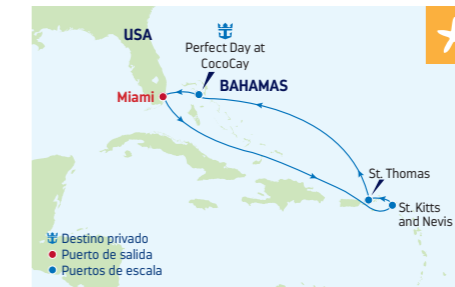 USA
Perfect Day at
CocoCay
BAHAMAS
Miami
St. Thomas
St. Kitts
and Nevis
Destino privado
Puerto de salida
Puertos de escala